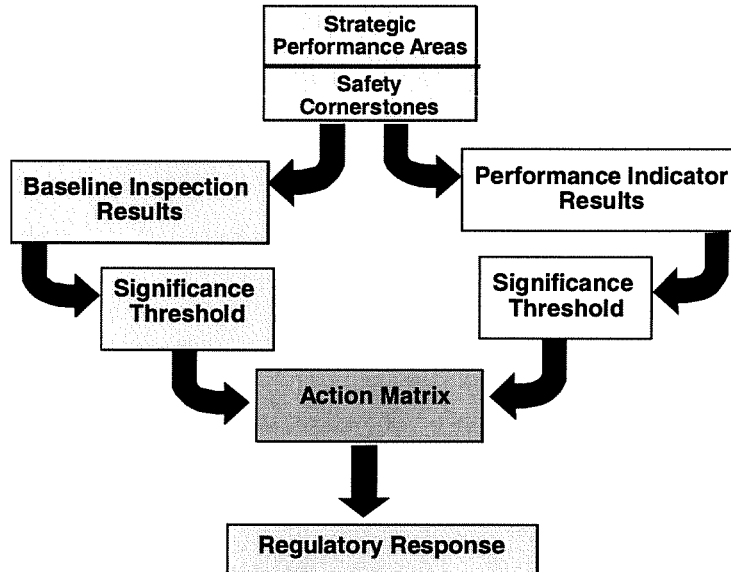 Strategic
Performance Areas
Safety
Cornerstones
Baseline Inspection
Results
Performance Indicator
Results
Significance
Threshold
Significance
Threshold
Action Matrix
Regulatory Response